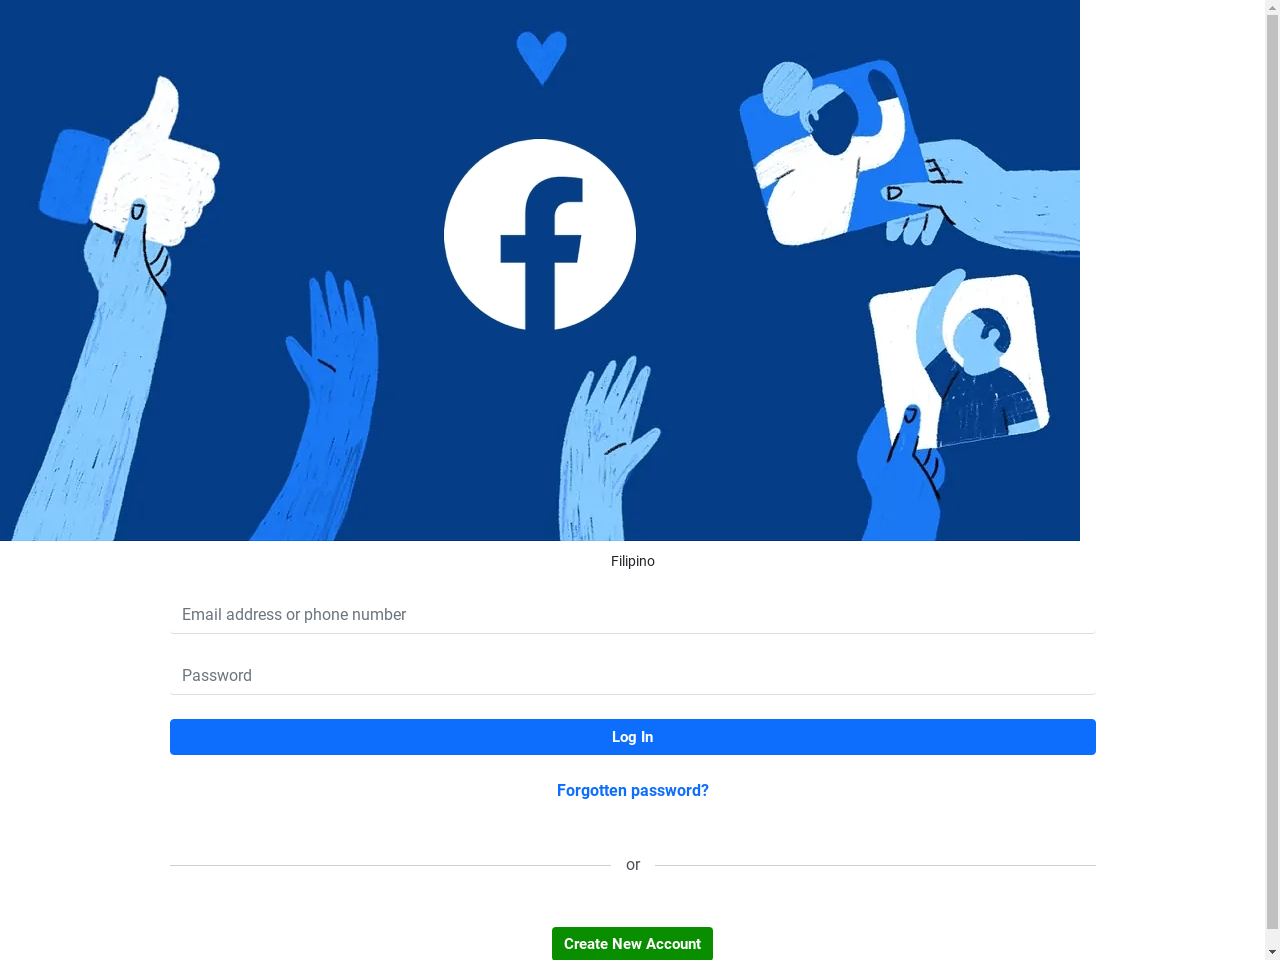 Filipino
Email address or phone number
Password
Log In
Forgotten password?
or
Create New Account